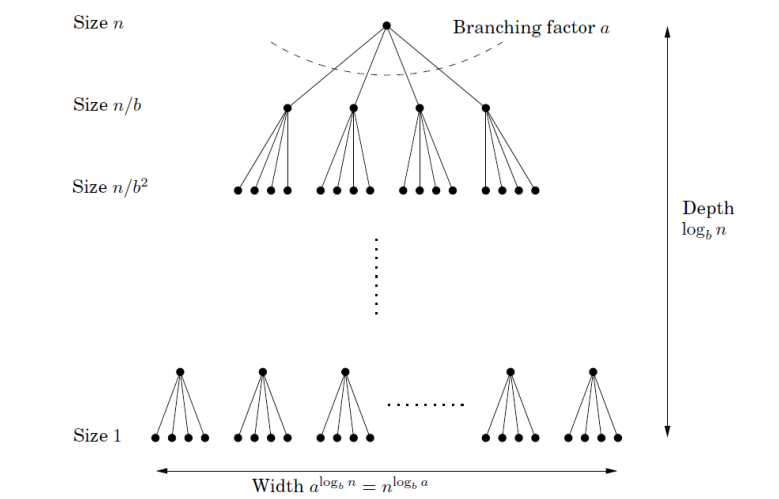 Size n
Branching factor a
Size n/b
Size n/b²
Depth
log_b n
Size 1
Width a^{log_b n} = n^{log_b a}